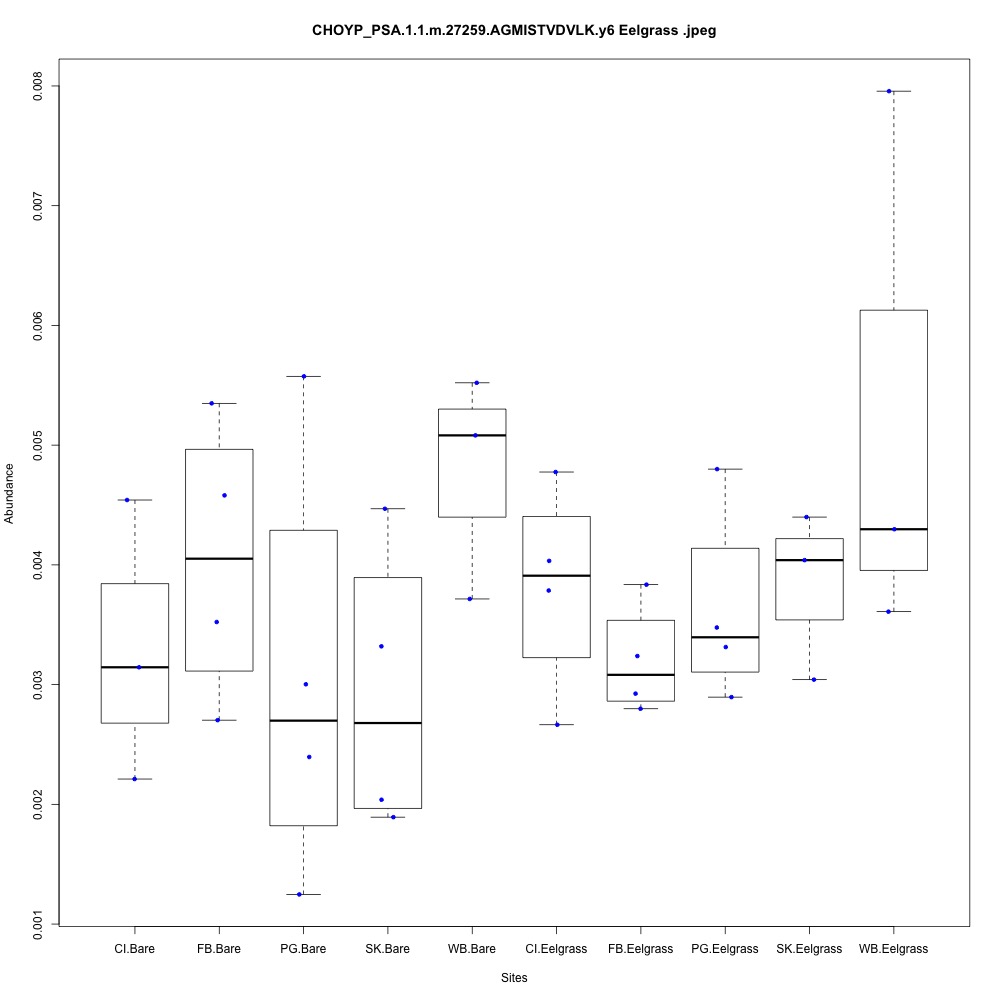 CHOYP_PSA.1.1.m.27259.AGMISTVDVLK.y6 Eelgrass .jpeg
Abundance
0.008
0.007
0.006
0.005
0.004
0.003
0.002
0.001
CI.Bare FB.Bare PG.Bare SK.Bare WB.Bare CI.Eelgrass FB.Eelgrass PG.Eelgrass SK.Eelgrass WB.Eelgrass
Sites